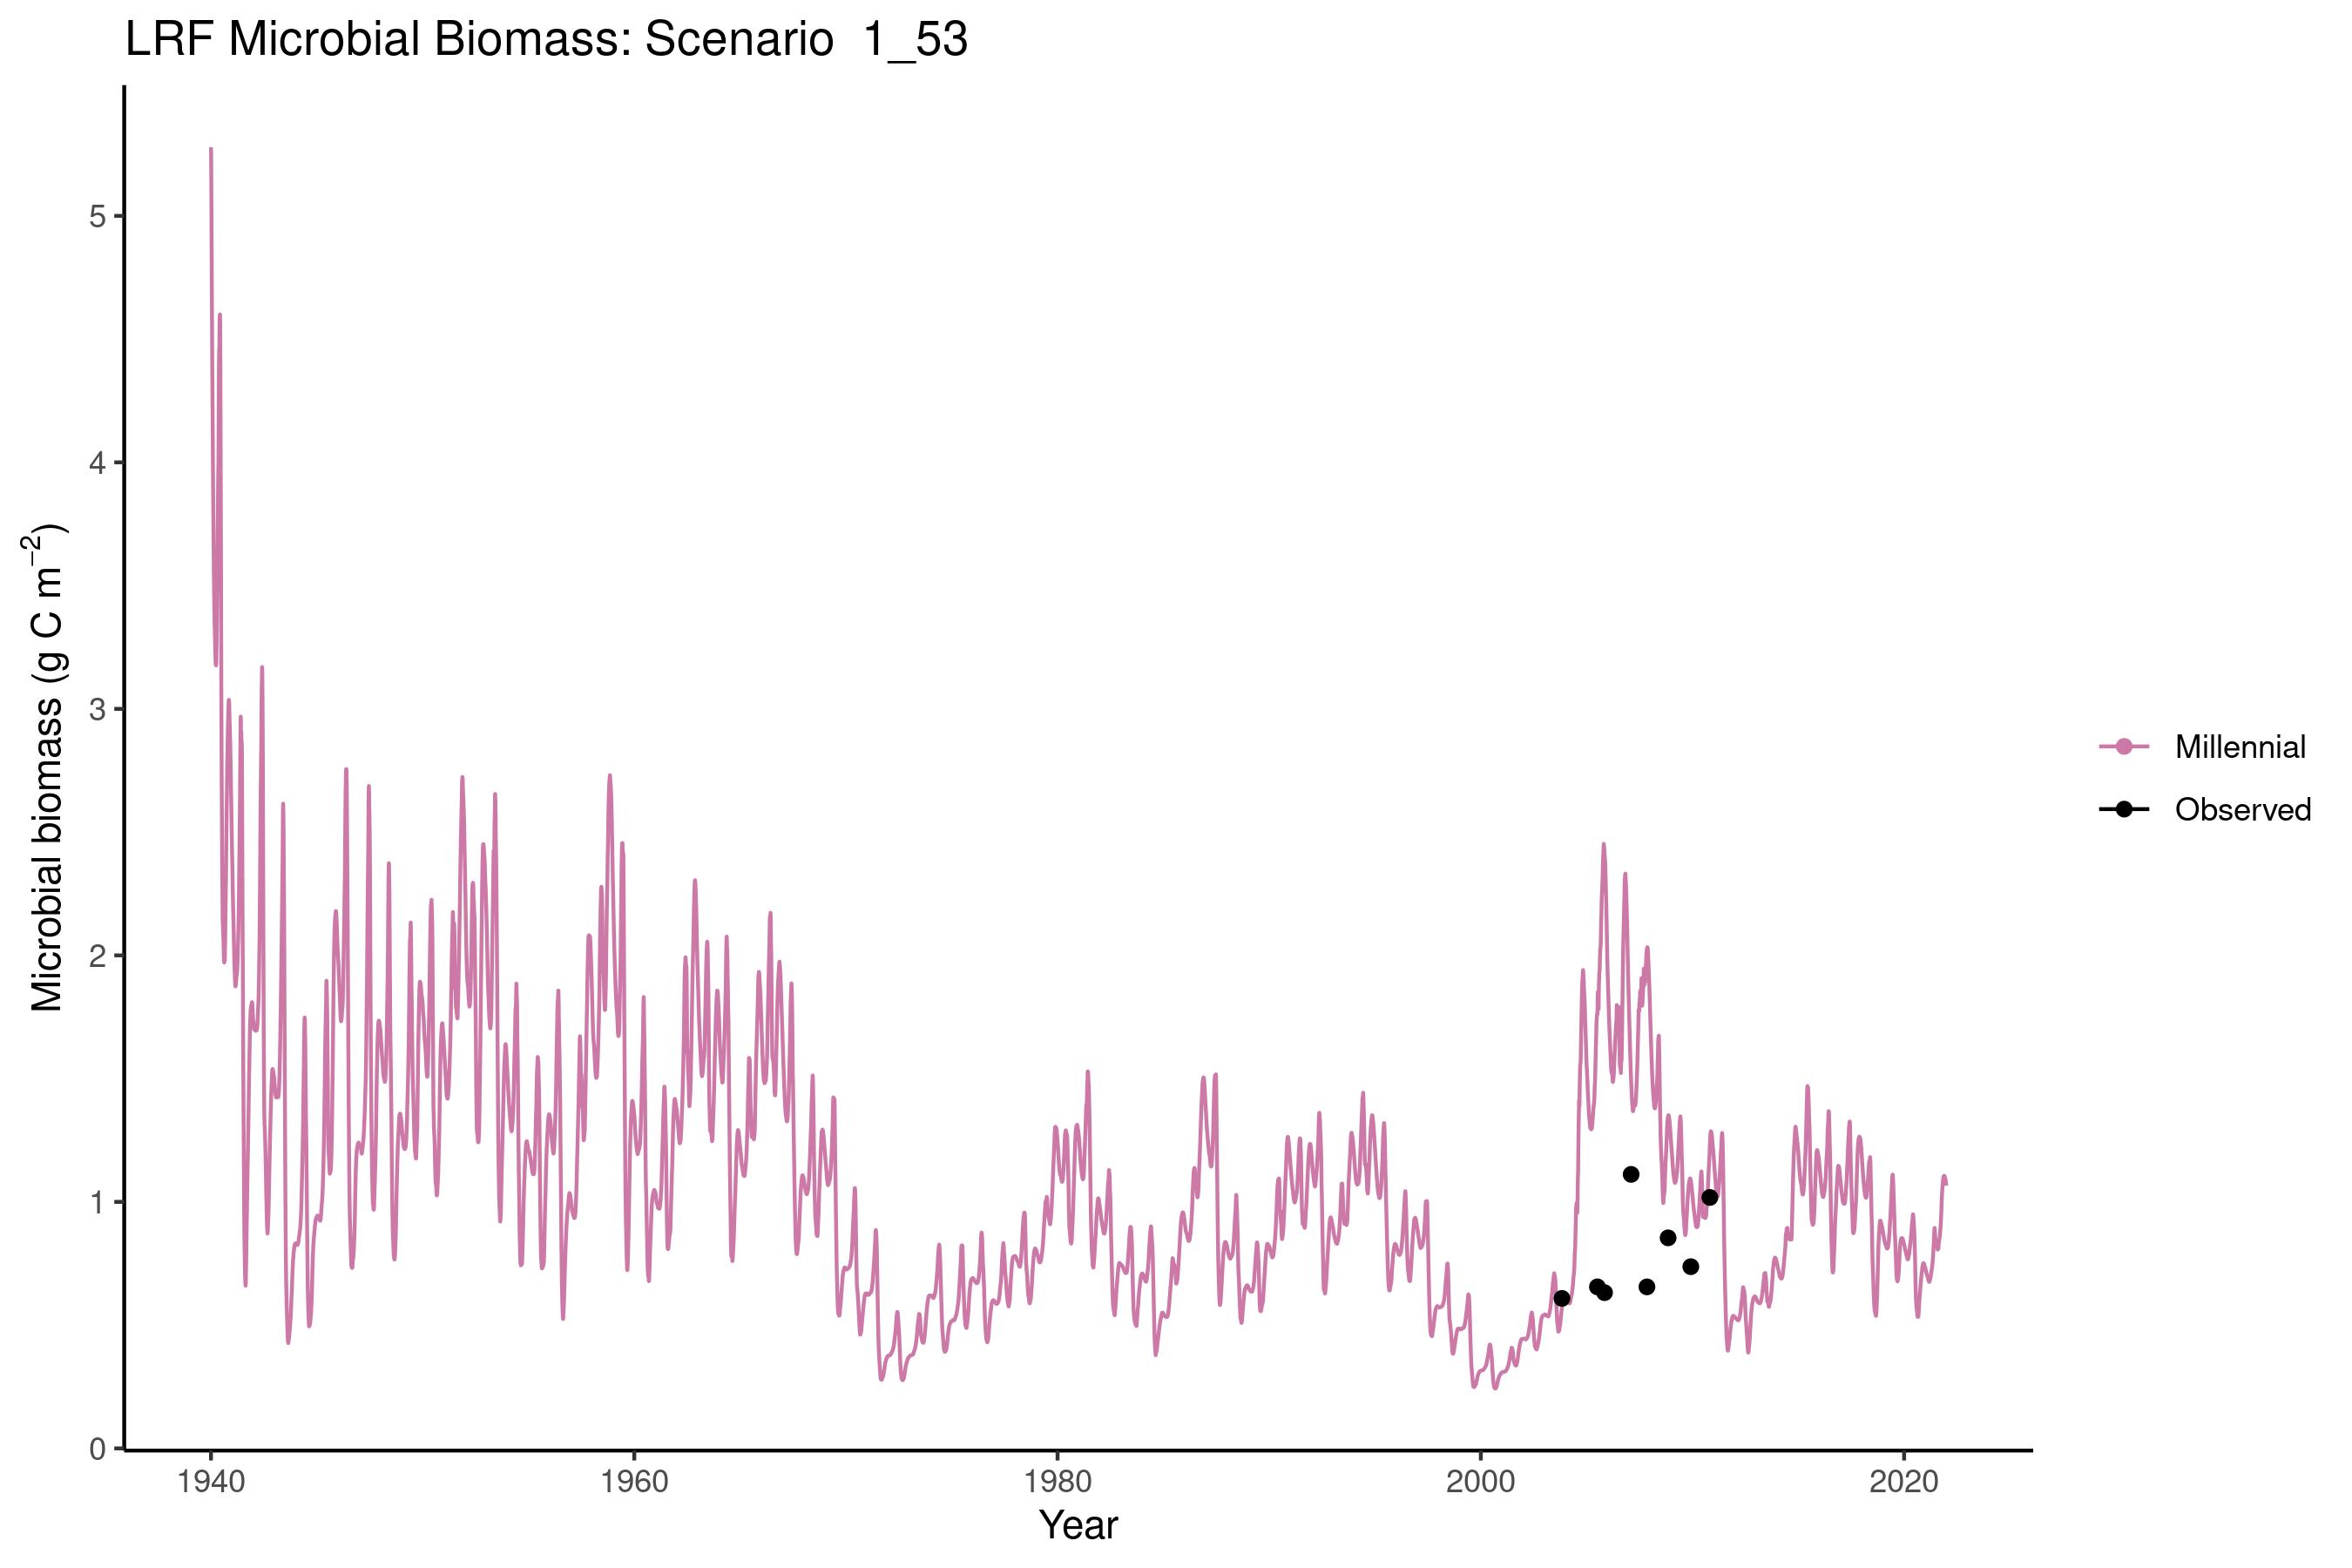 LRF Microbial Biomass: Scenario  1_53
Microbial biomass (g C m⁻²)
5
4
3
2
1
0
1940 1960 1980 2000 2020
Year
Millennial
Observed